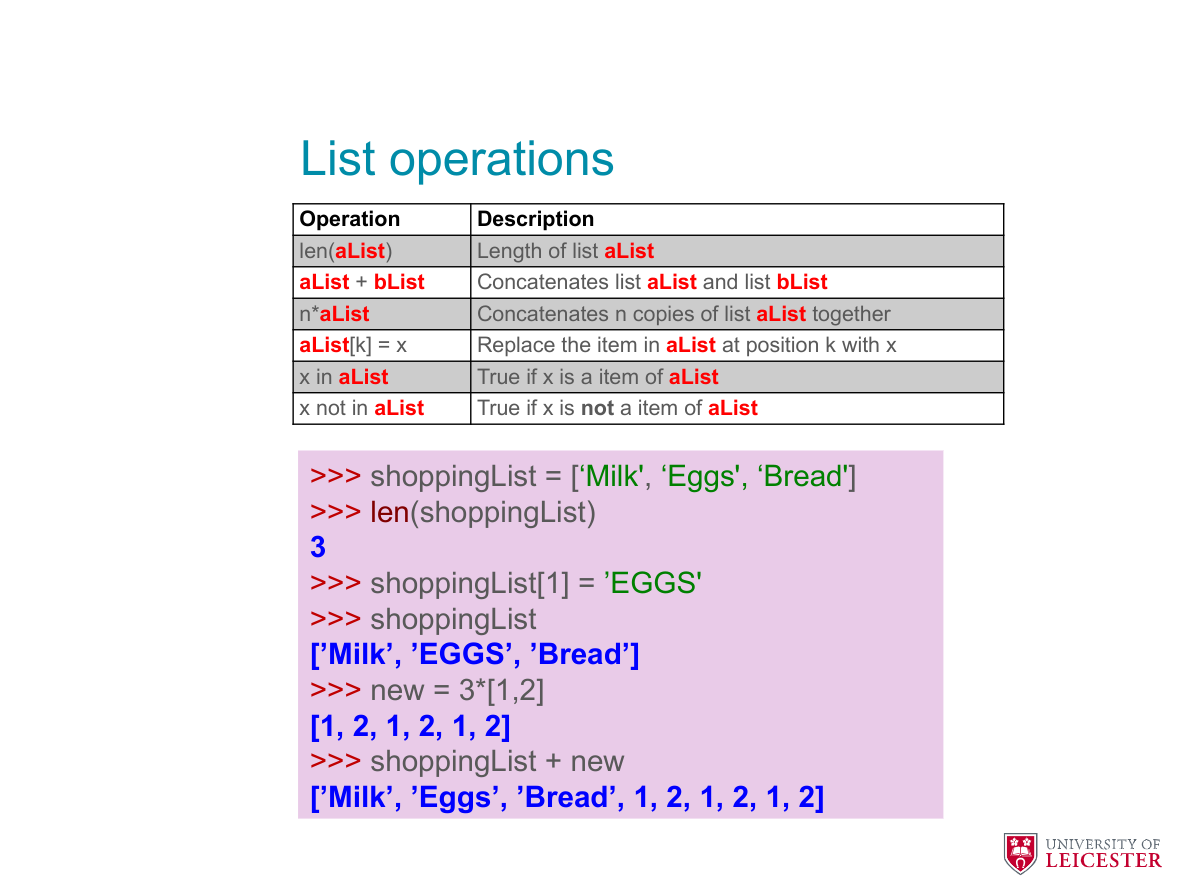 List operations
Operation Description
len(aList) Length of list aList
aList + bList Concatenates list aList and list bList
n*aList Concatenates n copies of list aList together
aList[k] = x Replace the item in aList at position k with x
x in aList True if x is a item of aList
x not in aList True if x is not a item of aList
>>> shoppingList = [‘Milk', ‘Eggs', ‘Bread']
>>> len(shoppingList)
3
>>> shoppingList[1] = ’EGGS'
>>> shoppingList
[’Milk’, ’EGGS’, ’Bread’]
>>> new = 3*[1,2]
[1, 2, 1, 2, 1, 2]
>>> shoppingList + new
[’Milk’, ’Eggs’, ’Bread’, 1, 2, 1, 2, 1, 2]
UNIVERSITY OF
LEICESTER